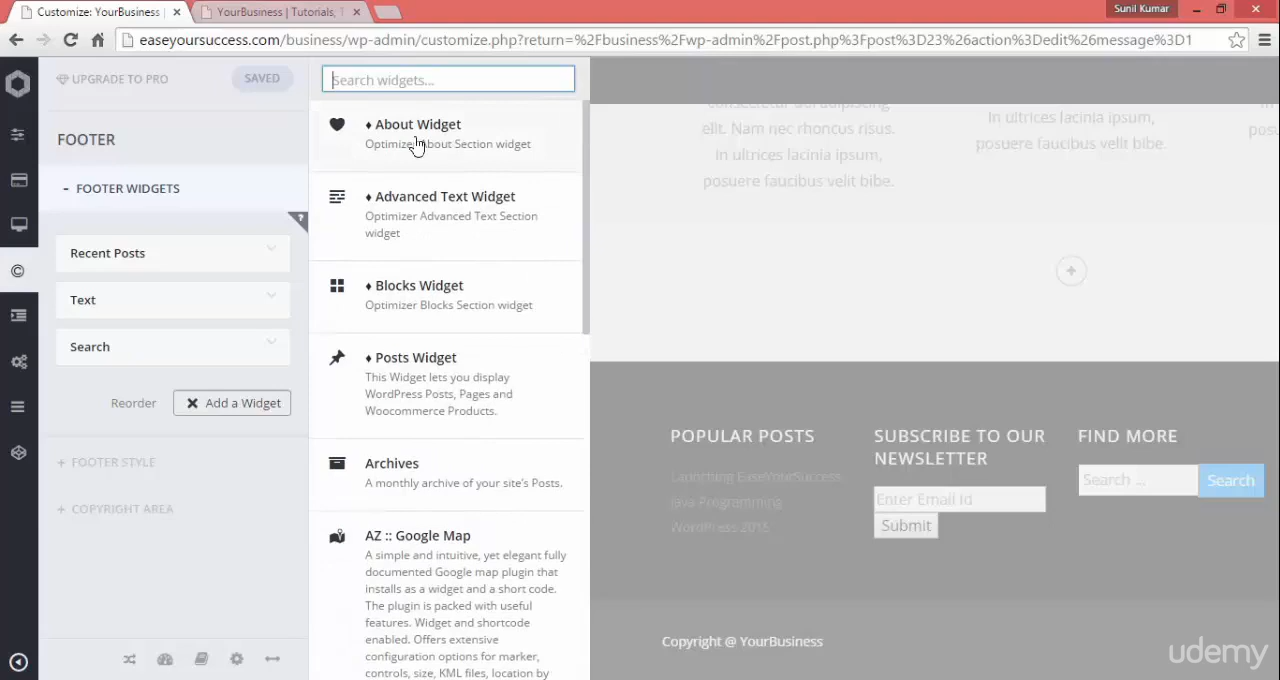 Customize: YourBusiness |
YourBusiness | Tutorials, T
Sunil Kumar
easeyoursuccess.com/business/wp-admin/customize.php?return=%2Fbusiness%2Fwp-admin%2Fpost.php%3Fpost%3D23%26action%3Dedit%26message%3D1
UPGRADE TO PRO
SAVED
FOOTER
- FOOTER WIDGETS
?
Recent Posts
Text
Search
Reorder
Add a Widget
+ FOOTER STYLE
+ COPYRIGHT AREA
Search widgets...
♦ About Widget
Optimizer About Section widget
♦ Advanced Text Widget
Optimizer Advanced Text Section
widget
♦ Blocks Widget
Optimizer Blocks Section widget
♦ Posts Widget
This Widget lets you display
WordPress Posts, Pages and
Woocommerce Products.
Archives
A monthly archive of your site's Posts.
AZ :: Google Map
A simple and intuitive, yet elegant fully
documented Google map plugin that
installs as a widget and a short code.
The plugin is packed with useful
features. Widget and shortcode
enabled. Offers extensive
configuration options for marker,
controls, size, KML files, location by
consectetur adipiscing
elit. Nam nec rhoncus risus.
In ultrices lacinia ipsum,
posuere faucibus velit bibe.
In ultrices lacinia ipsum,
posuere faucibus velit bibe.
POPULAR POSTS
Launching EaseYourSuccess
Java Programming
WordPress 2015
SUBSCRIBE TO OUR
NEWSLETTER
Enter Email Id
Submit
FIND MORE
Search ...
Search
Copyright @ YourBusiness
udemy